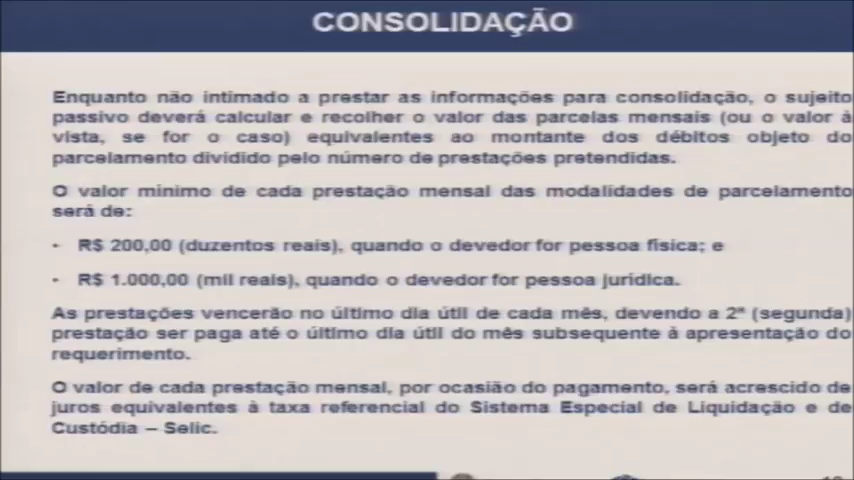 CONSOLIDAÇÃO
Enquanto não intimado a prestar as informações para consolidação, o sujeito
passivo deverá calcular e recolher o valor das parcelas mensais (ou o valor à
vista, se for o caso) equivalentes ao montante dos débitos objeto do
parcelamento dividido pelo número de prestações pretendidas.
O valor mínimo de cada prestação mensal das modalidades de parcelamento
será de:
• R$ 200,00 (duzentos reais), quando o devedor for pessoa física; e
• R$ 1.000,00 (mil reais), quando o devedor for pessoa jurídica.
As prestações vencerão no último dia útil de cada mês, devendo a 2ª (segunda)
prestação ser paga até o último dia útil do mês subsequente à apresentação do
requerimento.
O valor de cada prestação mensal, por ocasião do pagamento, será acrescido de
juros equivalentes à taxa referencial do Sistema Especial de Liquidação e de
Custódia – Selic.